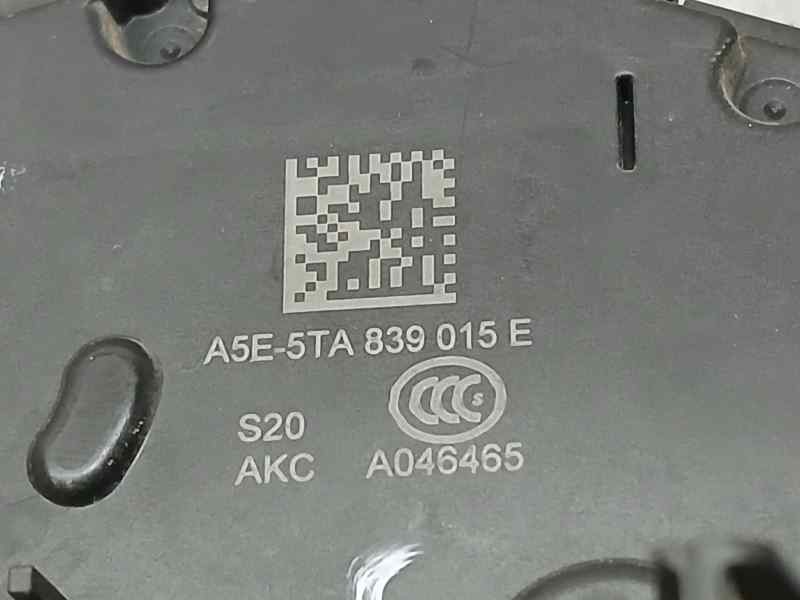 A5E-5TA 839 015 E
CCC S
S20
AKC A046465